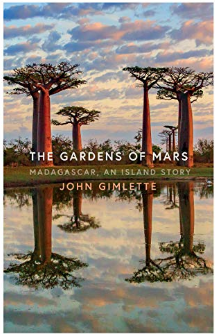 THE GARDENS OF MARS
MADAGASCAR, AN ISLAND STORY
JOHN GIMLETTE